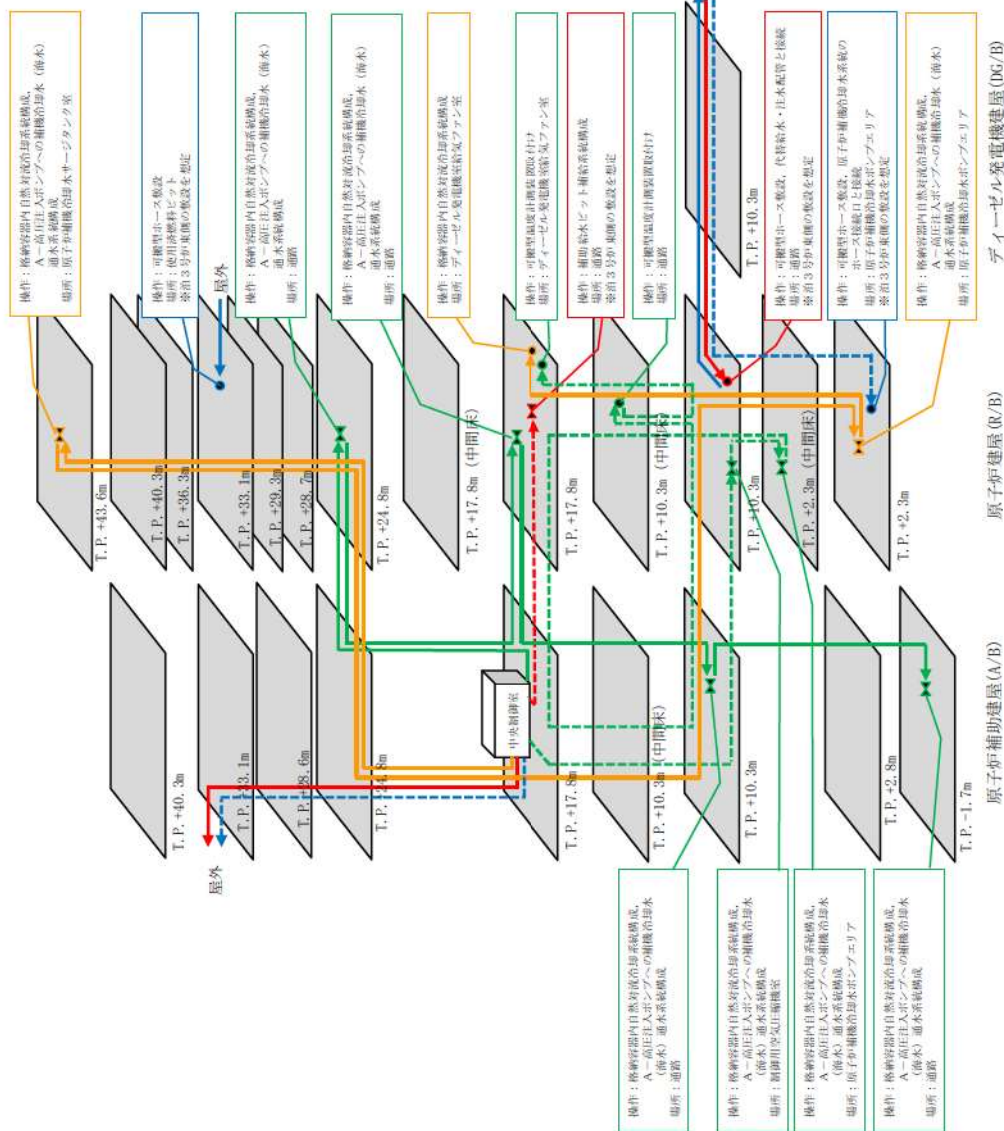 操作：格納容器内自然対流冷却系統構成，
A－高圧注入ポンプへの補機冷却水（海水）
通水系統構成
場所：原子炉補機冷却水サージタンク室
操作：可搬型ホース敷設
場所：使用済燃料ピット
※泊3号炉東側の敷設を想定
操作：格納容器内自然対流冷却系統構成，
A－高圧注入ポンプへの補機冷却水（海水）
通水系統構成
場所：通路
操作：格納容器内自然対流冷却系統構成，
A－高圧注入ポンプへの補機冷却水（海水）
通水系統構成
場所：通路
操作：格納容器内自然対流冷却系統構成
場所：ディーゼル発電機室給気ファン室
操作：可搬型温度計測装置取付け
場所：ディーゼル発電機室給気ファン室
操作：補助給水ピット補給系統構成
場所：通路
※泊3号炉東側の敷設を想定
操作：可搬型温度計測装置取付け
場所：通路
操作：可搬型ホース敷設，代替給水・注水配管と接続
場所：通路
※泊3号炉東側の敷設を想定
操作：可搬型ホース敷設，原子炉補機冷却水系統の
ホース接続口と接続
場所：原子炉補機冷却水ポンプエリア
※泊3号炉東側の敷設を想定
操作：格納容器内自然対流冷却系統構成，
A－高圧注入ポンプへの補機冷却水（海水）
通水系統構成
場所：原子炉補機冷却水ポンプエリア
屋外
T.P.+10.3m
ディーゼル発電機建屋(DG/B)
T.P.+43.6m
T.P.+40.3m
T.P.+36.3m
T.P.+33.1m
T.P.+29.3m
T.P.+28.7m
T.P.+24.8m
T.P.+17.8m（中間床）
T.P.+17.8m
T.P.+10.3m（中間床）
T.P.+10.3m
T.P.+2.3m（中間床）
T.P.+2.3m
原子炉建屋(R/B)
屋外
中央制御室
T.P.+40.3m
T.P.+33.1m
T.P.+28.6m
T.P.+24.8m
T.P.+17.8m
T.P.+10.3m（中間床）
T.P.+10.3m
T.P.+2.8m
T.P.-1.7m
原子炉補助建屋(A/B)
操作：格納容器内自然対流冷却系統構成，
A－高圧注入ポンプへの補機冷却水
（海水）通水系統構成
場所：通路
操作：格納容器内自然対流冷却系統構成，
A－高圧注入ポンプへの補機冷却水
（海水）通水系統構成
場所：制御用空気圧縮機室
操作：格納容器内自然対流冷却系統構成，
A－高圧注入ポンプへの補機冷却水
（海水）通水系統構成
場所：原子炉補機冷却水ポンプエリア
操作：格納容器内自然対流冷却系統構成，
A－高圧注入ポンプへの補機冷却水
（海水）通水系統構成
場所：通路